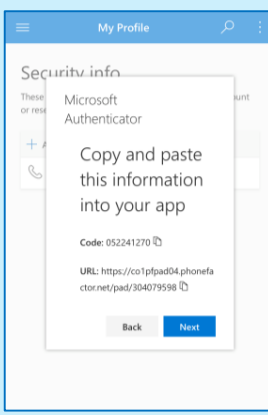 My Profile
Security info
These
ount
or rese
Microsoft
Authenticator
Copy and paste
this information
into your app
Code: 052241270
URL: https://co1pfpad04.phonefa
ctor.net/pad/304079598
Back
Next